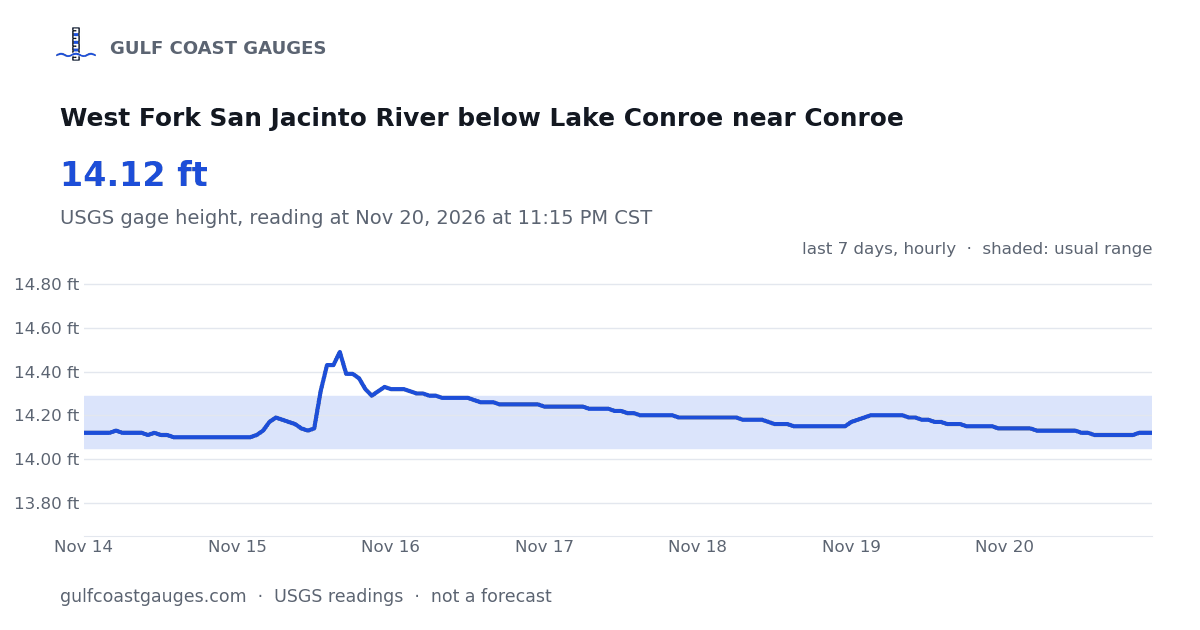 GULF COAST GAUGES
West Fork San Jacinto River below Lake Conroe near Conroe
14.12 ft
USGS gage height, reading at Nov 20, 2026 at 11:15 PM CST
last 7 days, hourly · shaded: usual range
14.80 ft
14.60 ft
14.40 ft
14.20 ft
14.00 ft
13.80 ft
Nov 14 Nov 15 Nov 16 Nov 17 Nov 18 Nov 19 Nov 20
gulfcoastgauges.com · USGS readings · not a forecast